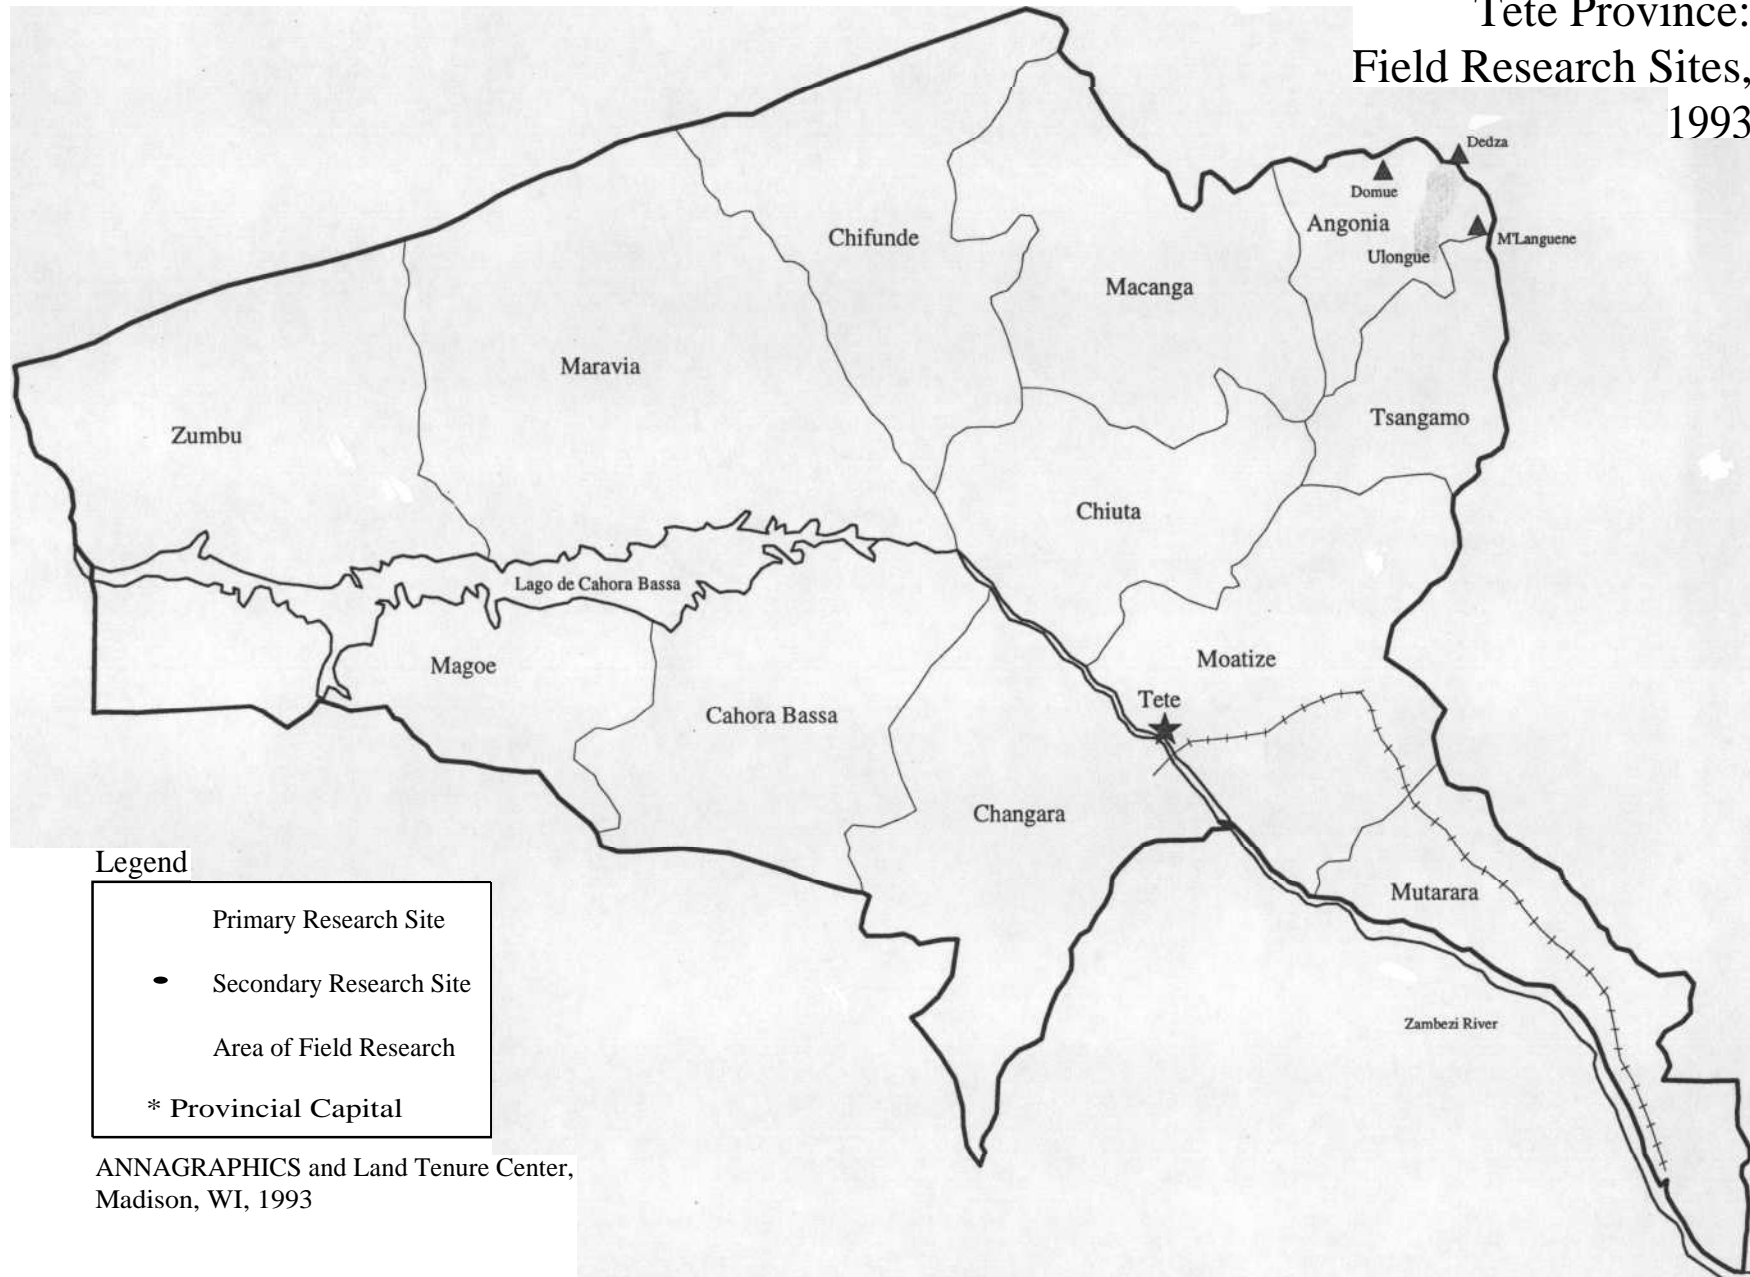 Tete Province:
Field Research Sites,
1993
Dedza
Domue
Angonia
M'Languene
Ulongue
Chifunde
Macanga
Maravia
Zumbu
Tsangamo
Chiuta
Lago de Cahora Bassa
Magoe
Moatize
Tete
Cahora Bassa
Changara
Mutarara
Zambezi River
Legend
Primary Research Site
Secondary Research Site
Area of Field Research
* Provincial Capital
ANNAGRAPHICS and Land Tenure Center,
Madison, WI, 1993